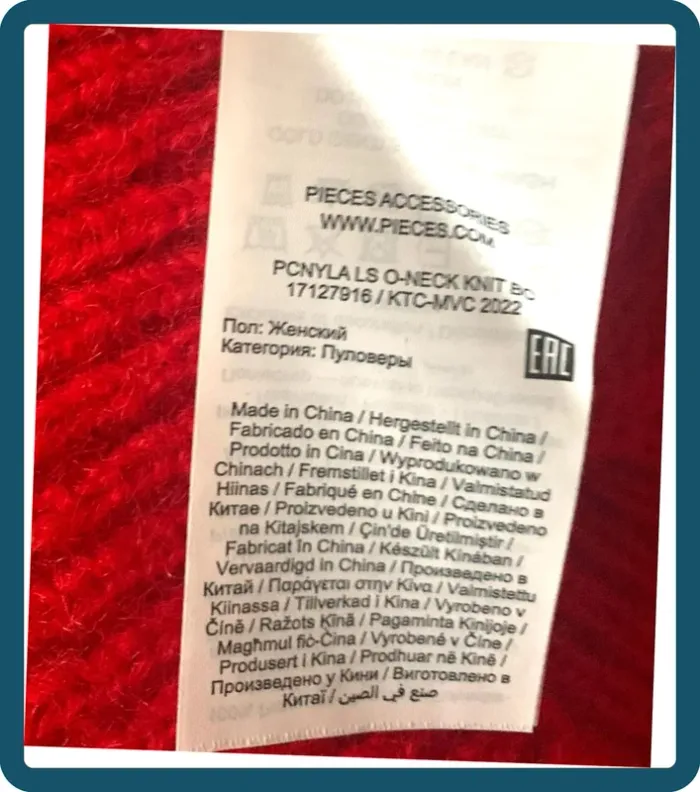 PIECES ACCESSORIES
WWW.PIECES.COM
PCNYLA LS O-NECK KNIT BC
17127916 / KTC-MVC 2022
Пол: Женский
Категория: Пуловеры
EAC
Made in China / Hergestellt in China /
Fabricado en China / Feito na China /
Prodotto in Cina / Wyprodukowano w
Chinach / Fremstillet i Kina / Valmistatud
Hiinas / Fabriqué en Chine / Сделано в
Китае / Proizvedeno u Kini / Proizvedeno
na Kitajskem / Çin'de Üretilmiştir /
Fabricat în China / Készült Kínában /
Vervaardigd in China / Произведено в
Китай / Παράγεται στην Κίνα / Valmistettu
Kiinassa / Tillverkad i Kina / Vyrobeno v
Číně / Ražots Ķīnā / Pagaminta Kinijoje /
Magħmul fiċ-Ċina / Vyrobené v Číne /
Produsert i Kina / Prodhuar në Kinë /
Произведено у Кини / Виготовлено в
Китаї / صنع في الصين